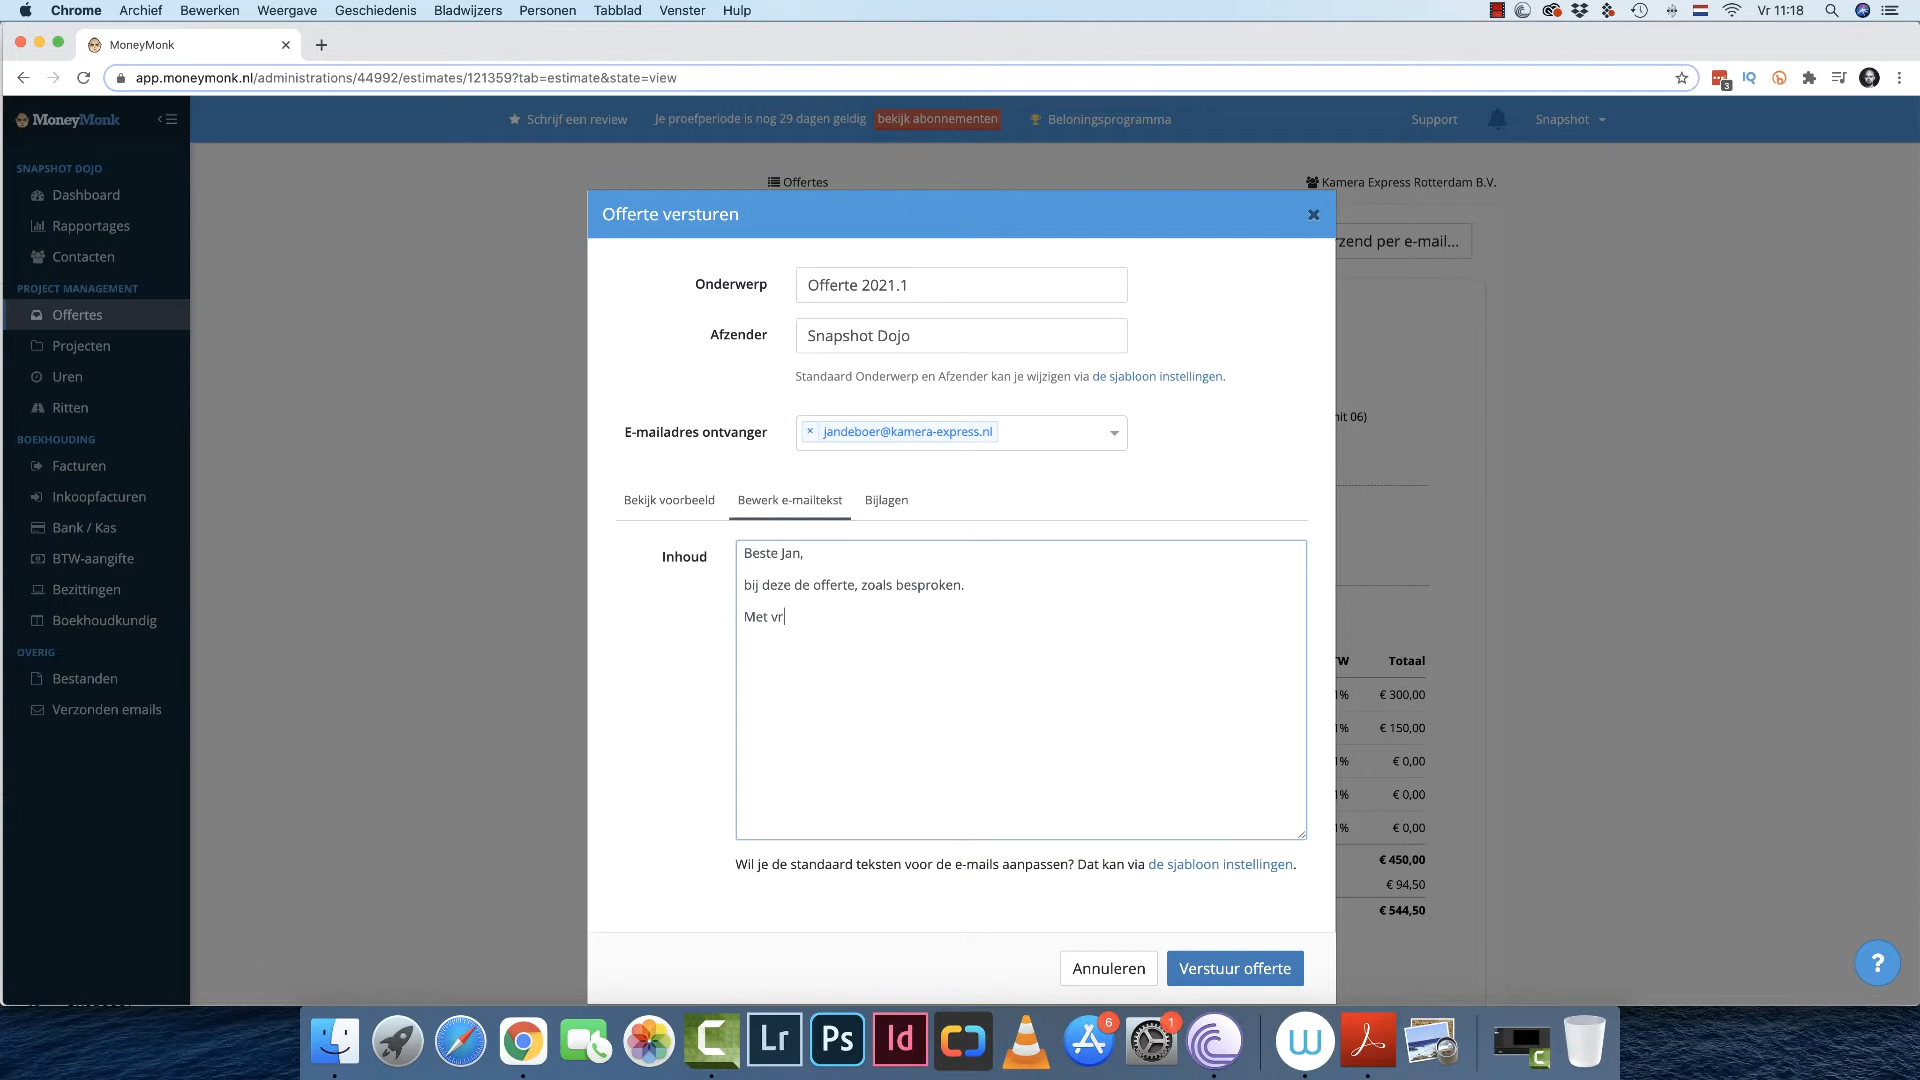 Chrome Archief Bewerken Weergave Geschiedenis Bladwijzers Personen Tabblad Venster Hulp Vr 11:18
MoneyMonk
app.moneymonk.nl/administrations/44992/estimates/121359?tab=estimate&state=view
3
IQ
MoneyMonk
Schrijf een review Je proefperiode is nog 29 dagen geldig bekijk abonnementen Beloningsprogramma Support Snapshot
SNAPSHOT DOJO
Dashboard
Rapportages
Contacten
PROJECT MANAGEMENT
Offertes
Projecten
Uren
Ritten
BOEKHOUDING
Facturen
Inkoopfacturen
Bank / Kas
BTW-aangifte
Bezittingen
Boekhoudkundig
OVERIG
Bestanden
Verzonden emails
Offertes Kamera Express Rotterdam B.V.
Offerte versturen
rzend per e-mail...
Onderwerp Offerte 2021.1
Afzender Snapshot Dojo
Standaard Onderwerp en Afzender kan je wijzigen via de sjabloon instellingen.
E-mailadres ontvanger × jandeboer@kamera-express.nl
nit 06)
Bekijk voorbeeld Bewerk e-mailtekst Bijlagen
Inhoud
Beste Jan,
bij deze de offerte, zoals besproken.
Met vr
TW Totaal
1% € 300,00
1% € 150,00
1% € 0,00
1% € 0,00
1% € 0,00
€ 450,00
€ 94,50
€ 544,50
Wil je de standaard teksten voor de e-mails aanpassen? Dat kan via de sjabloon instellingen.
Annuleren Verstuur offerte
?
Lr Ps Id 6 1